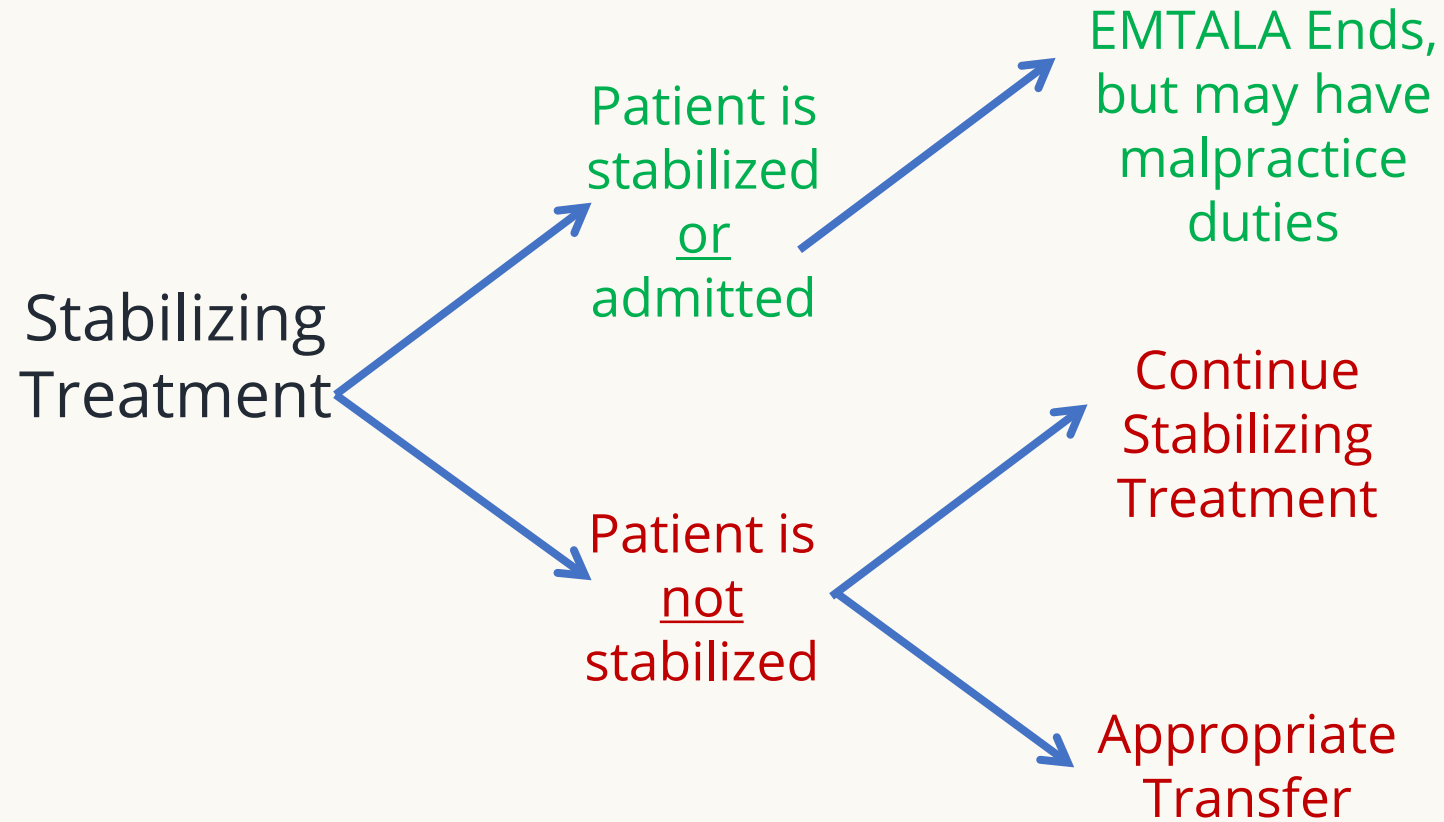 Stabilizing
Treatment
Patient is
stabilized
or
admitted
EMTALA Ends,
but may have
malpractice
duties
Patient is
not
stabilized
Continue
Stabilizing
Treatment
Appropriate
Transfer